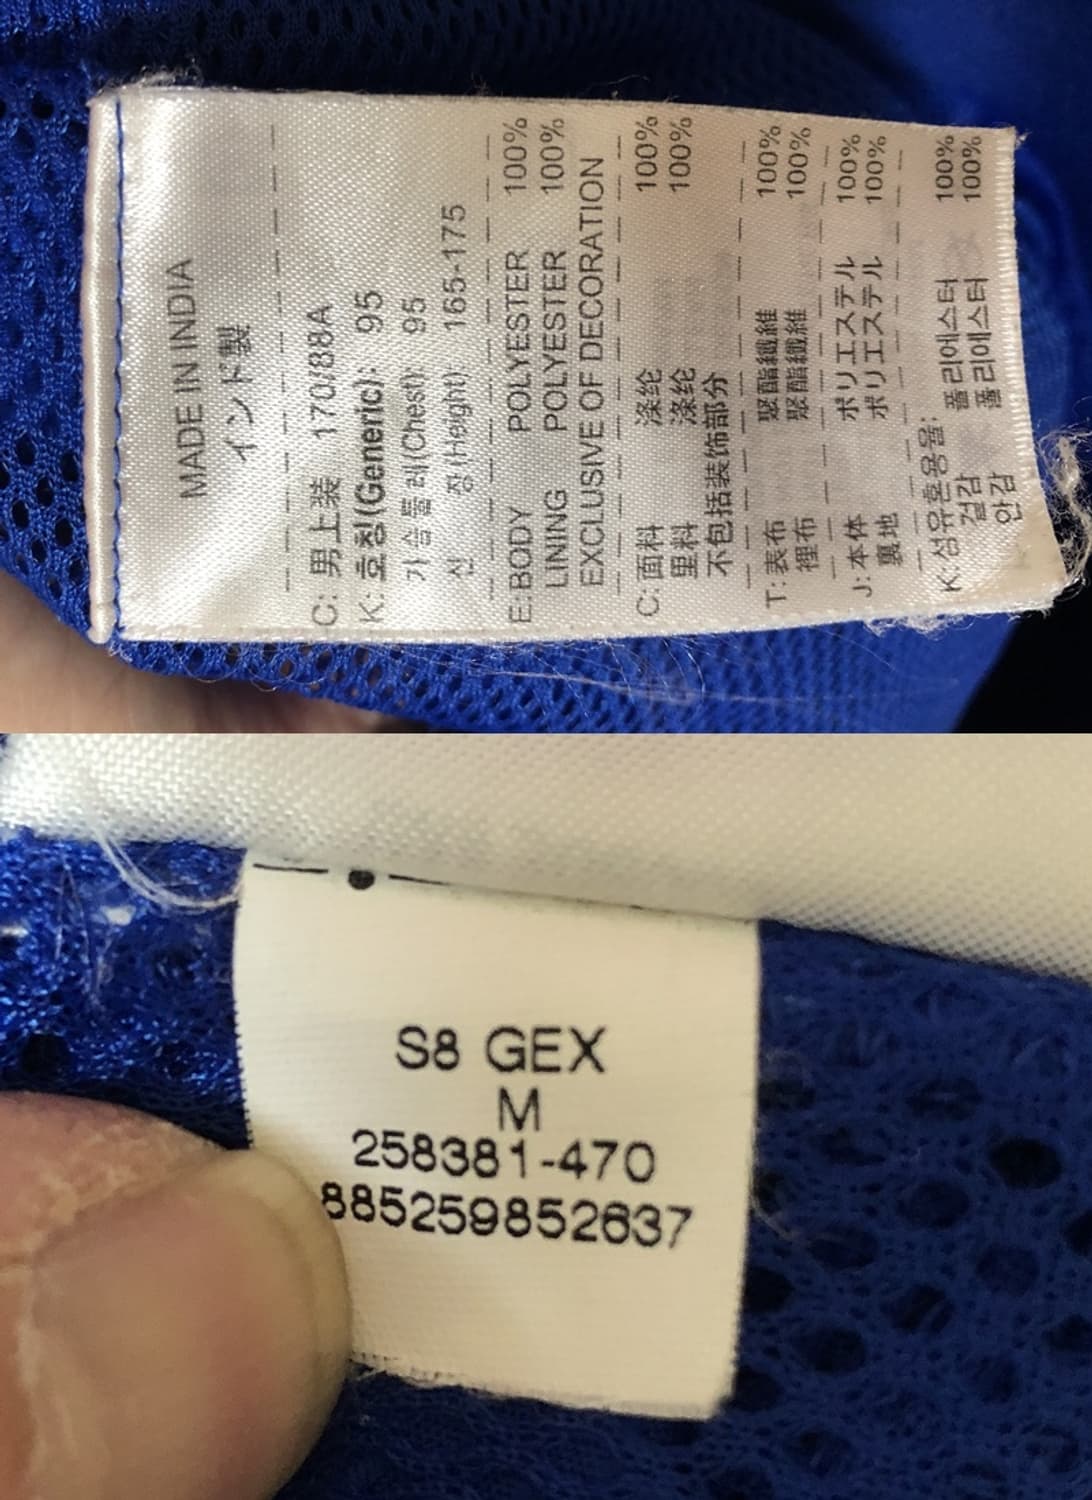 MADE IN INDIA
インド製
C: 男上装 170/88A
K: 호칭(Generic): 95
가슴둘레(Chest): 95
신 장(Height) 165-175
E: BODY POLYESTER 100%
LINING POLYESTER 100%
EXCLUSIVE OF DECORATION
C: 面料 涤纶 100%
里料 涤纶 100%
不包括装饰部分
T: 表布 聚酯纖維 100%
裡布 聚酯纖維 100%
J: 本体 ポリエステル 100%
裏地 ポリエステル 100%
K: 섬유혼용율:
겉감 폴리에스터 100%
안감 폴리에스터 100%
S8 GEX
M
258381-470
885259852637